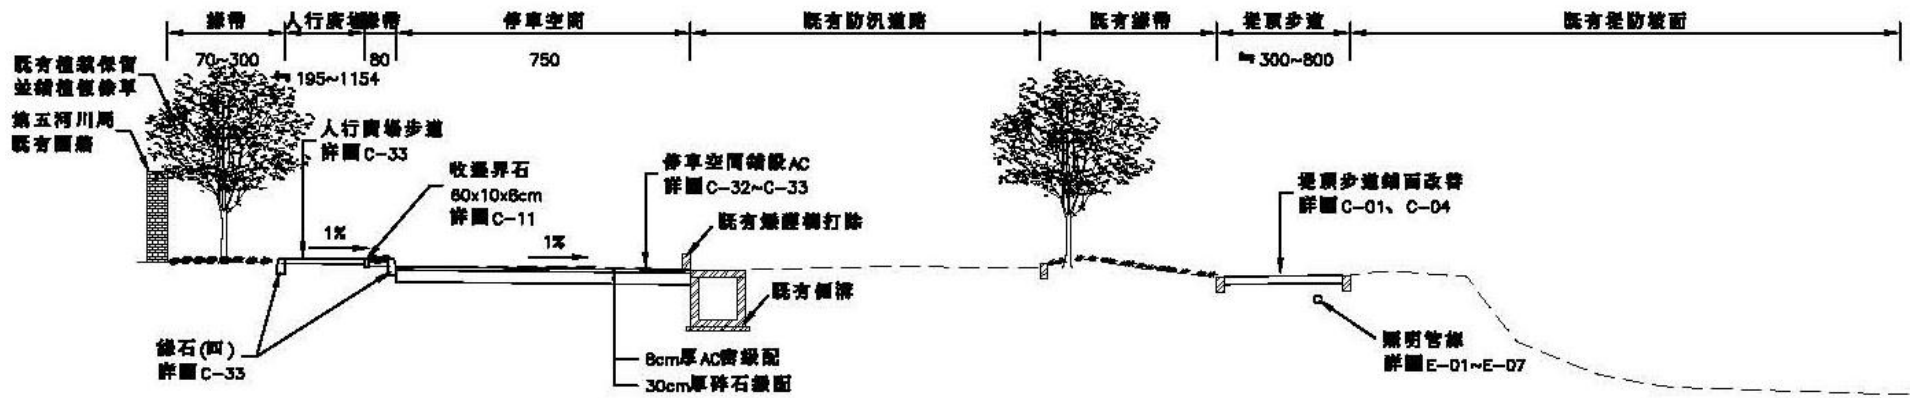 綠帶
人行廣場
綠帶
停車空間
既有防汛道路
既有綠帶
堤頂步道
既有堤防坡面
70~300
80
750
≒ 300~800
≒ 195~1154
既有植栽保留
並補植假儉草
第五河川局
既有圍牆
人行廣場步道
詳圖C-33
收邊界石
60x10x6cm
詳圖C-11
停車空間鋪設AC
詳圖C-32~C-33
堤頂步道鋪面改善
詳圖C-01、C-04
既有矮護欄打除
1%
1%
既有側溝
照明管線
詳圖E-01~E-07
緣石(四)
詳圖C-33
8cm厚AC密級配
30cm厚碎石級配